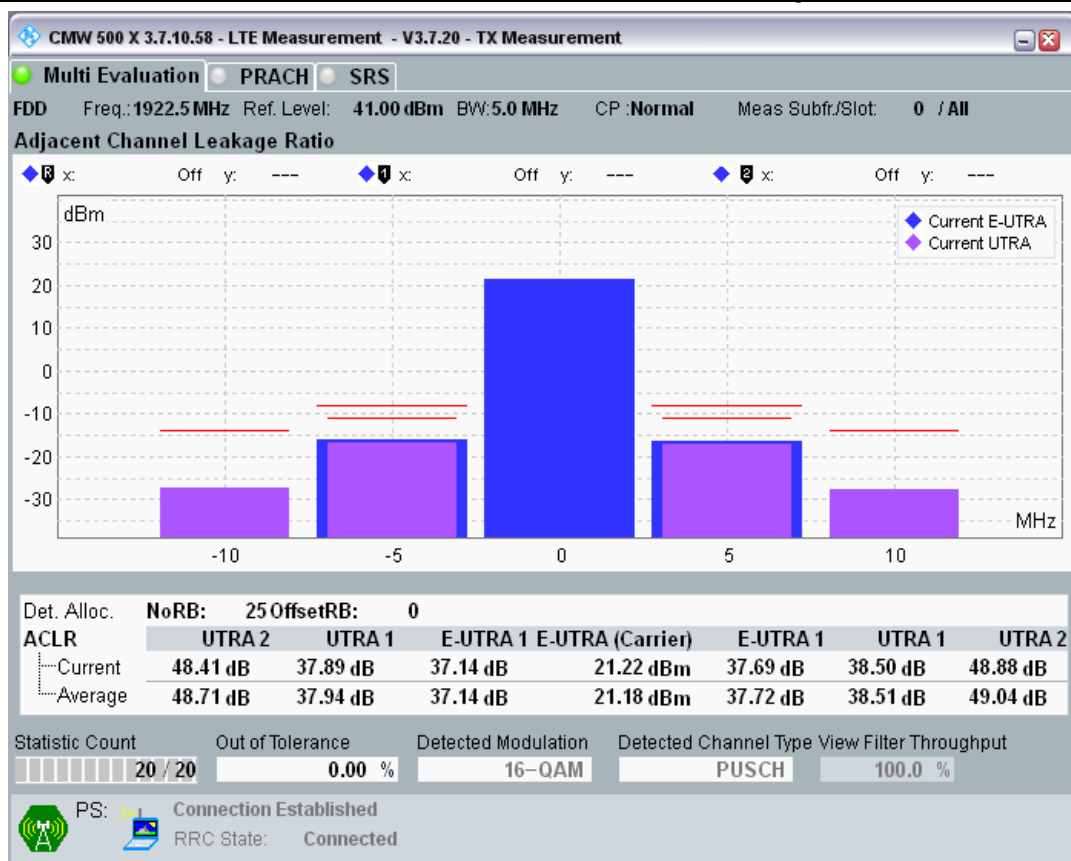 CMW 500 X 3.7.10.58 - LTE Measurement - V3.7.20 - TX Measurement
Multi Evaluation PRACH SRS
FDD Freq.: 1922.5 MHz Ref. Level: 41.00 dBm BW: 5.0 MHz CP : Normal Meas Subfr./Slot: 0 / All
Adjacent Channel Leakage Ratio
R x: Off y: --- 1 x: Off y: --- 2 x: Off y: ---
dBm
Current E-UTRA
Current UTRA
30
20
10
0
-10
-20
-30
MHz
-10 -5 0 5 10
Det. Alloc. NoRB: 25 OffsetRB: 0
ACLR UTRA 2 UTRA 1 E-UTRA 1 E-UTRA (Carrier) E-UTRA 1 UTRA 1 UTRA 2
Current 48.41 dB 37.89 dB 37.14 dB 21.22 dBm 37.69 dB 38.50 dB 48.88 dB
Average 48.71 dB 37.94 dB 37.14 dB 21.18 dBm 37.72 dB 38.51 dB 49.04 dB
Statistic Count Out of Tolerance Detected Modulation Detected Channel Type View Filter Throughput
20 / 20 0.00 % 16-QAM PUSCH 100.0 %
PS: Connection Established
RRC State: Connected